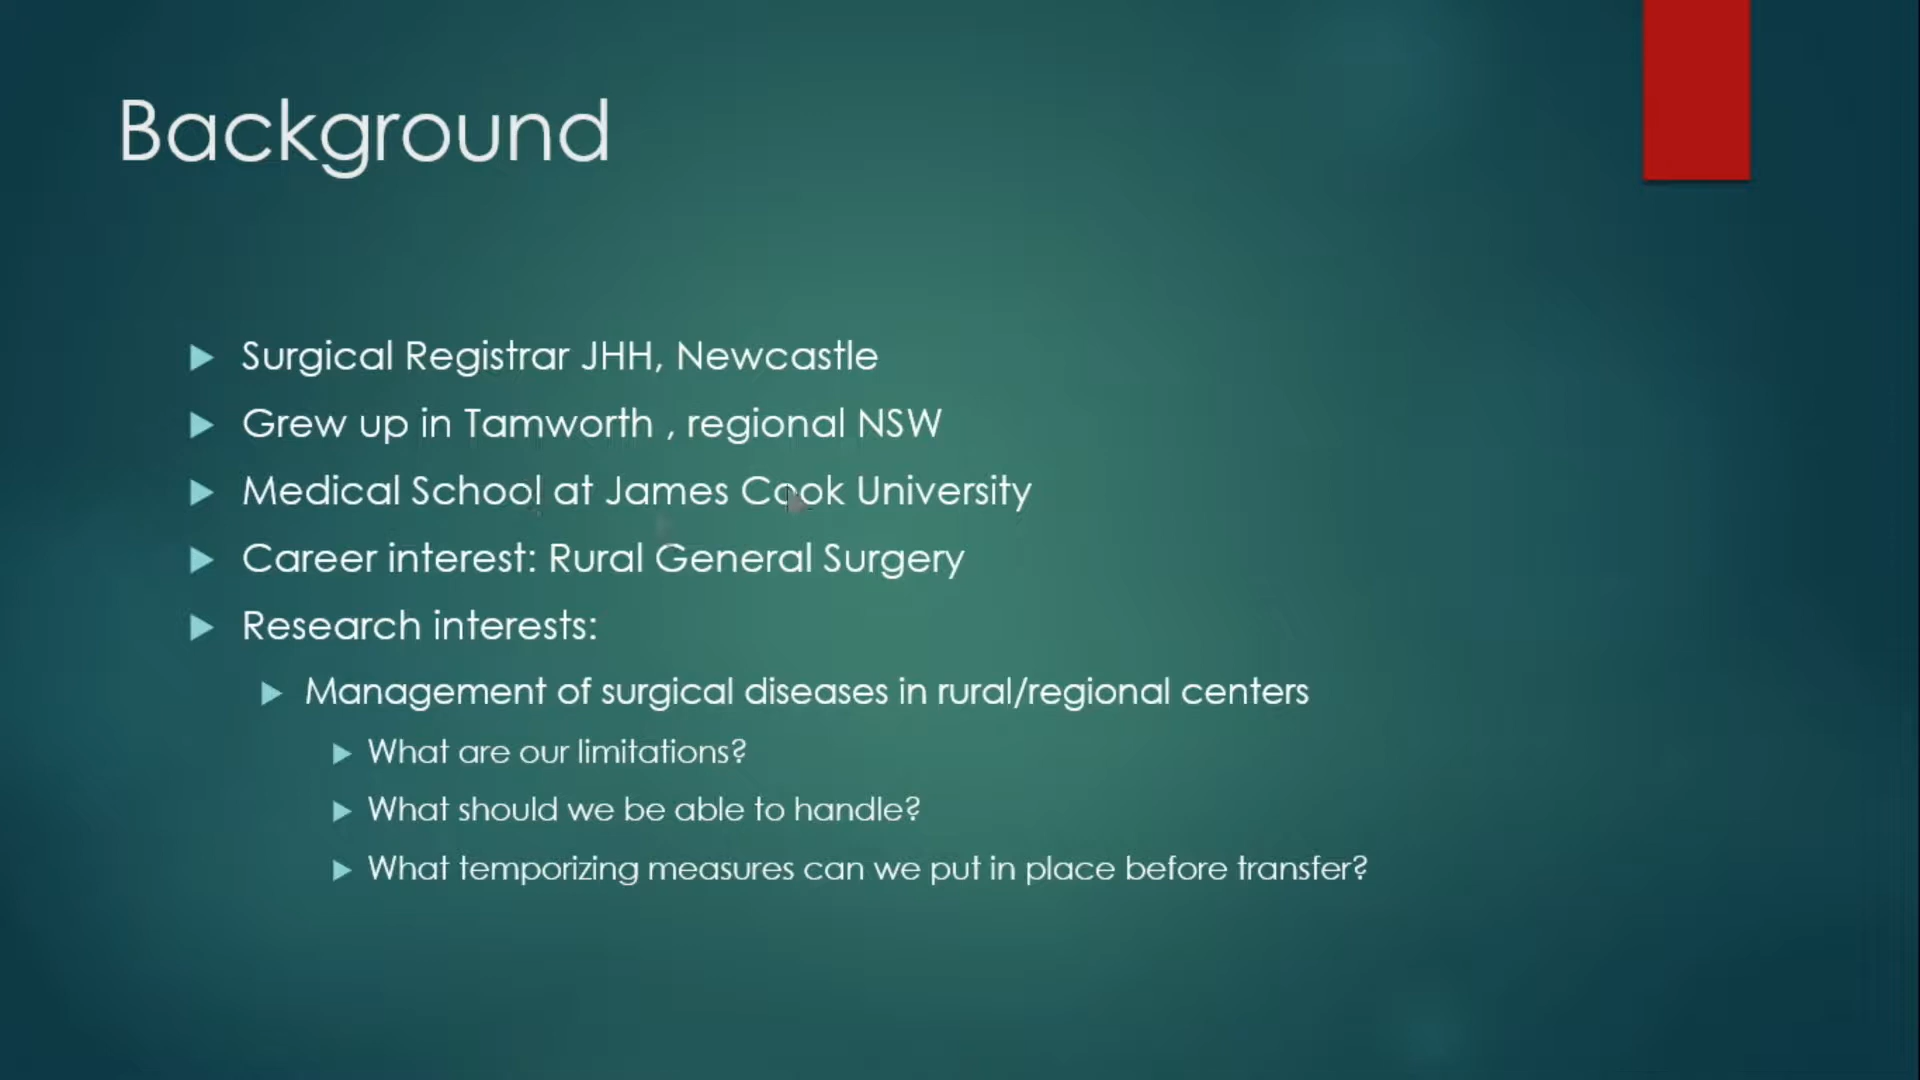 Background
Surgical Registrar JHH, Newcastle
Grew up in Tamworth , regional NSW
Medical School at James Cook University
Career interest: Rural General Surgery
Research interests:
Management of surgical diseases in rural/regional centers
What are our limitations?
What should we be able to handle?
What temporizing measures can we put in place before transfer?